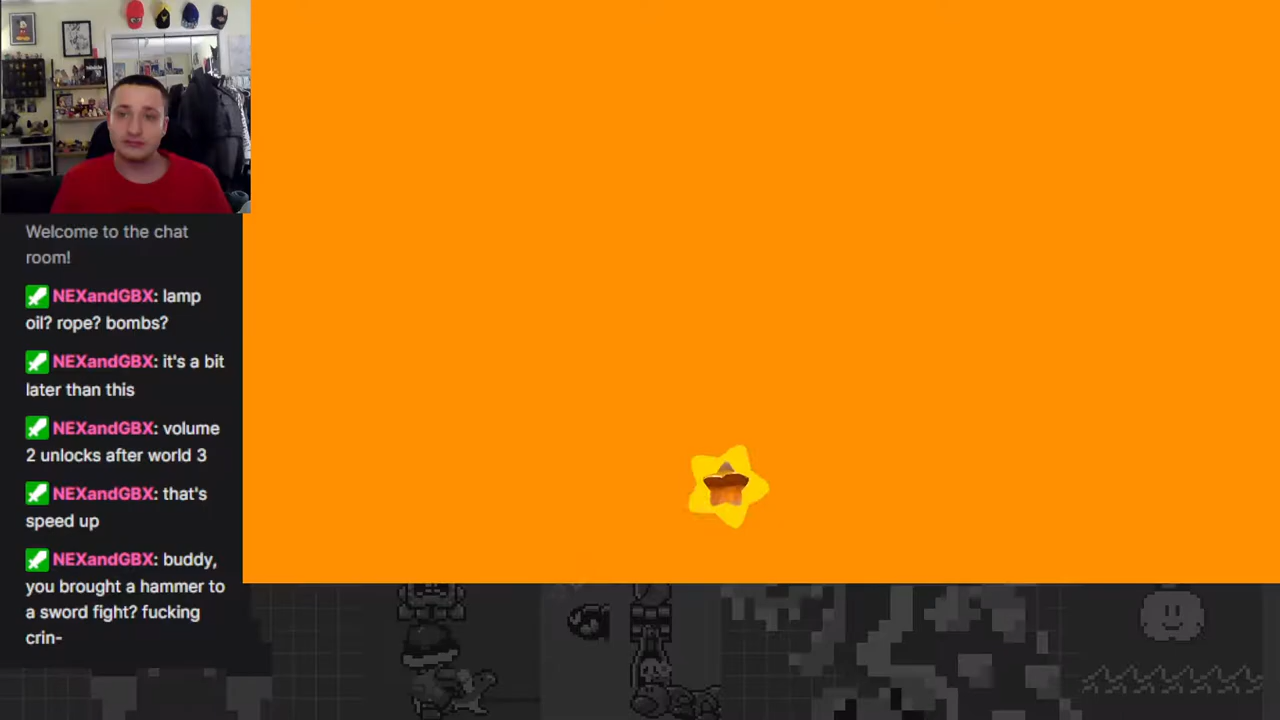 Welcome to the chat
room!
NEXandGBX: lamp
oil? rope? bombs?
NEXandGBX: it's a bit
later than this
NEXandGBX: volume
2 unlocks after world 3
NEXandGBX: that's
speed up
NEXandGBX: buddy,
you brought a hammer to
a sword fight? fucking
crin-